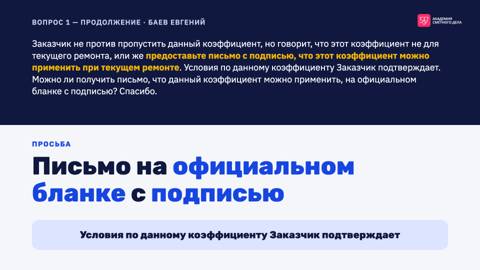 ВОПРОС 1 — ПРОДОЛЖЕНИЕ · БАЕВ ЕВГЕНИЙ
АКАДЕМИЯ
СМЕТНОГО ДЕЛА
Заказчик не против пропустить данный коэффициент, но говорит, что этот коэффициент не для
текущего ремонта, или же предоставьте письмо с подписью, что этот коэффициент можно
применить при текущем ремонте. Условия по данному коэффициенту Заказчик подтверждает.
Можно ли получить письмо, что данный коэффициент можно применить, на официальном
бланке с подписью? Спасибо.
ПРОСЬБА
Письмо на официальном
бланке с подписью
Условия по данному коэффициенту Заказчик подтверждает